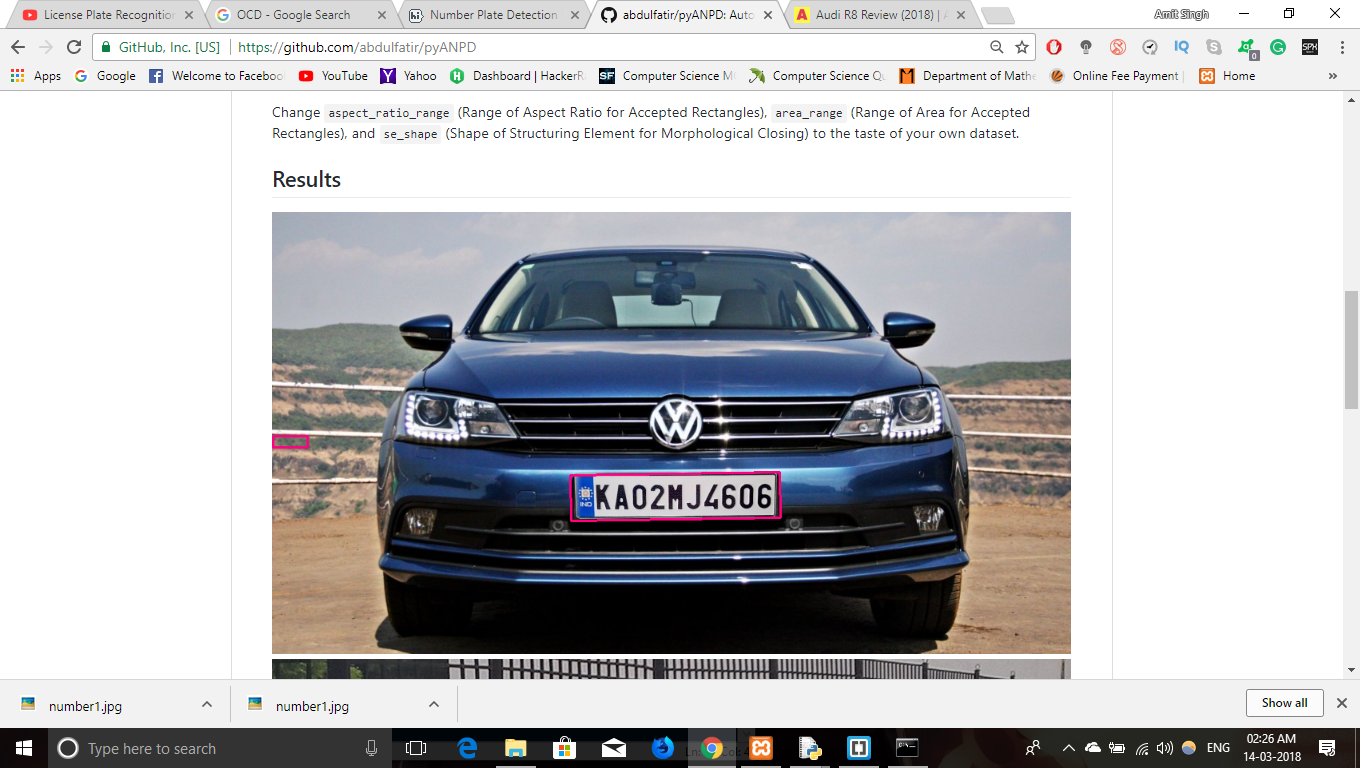 License Plate Recognition
OCD - Google Search
Number Plate Detection
abdulfatir/pyANPD: Auto
Audi R8 Review (2018) |
Amit Singh
GitHub, Inc. [US]
https://github.com/abdulfatir/pyANPD
IQ
0
Apps
Google
Welcome to Faceboo
YouTube
Yahoo
Dashboard | HackerR
SF
Computer Science M
Computer Science Qu
Department of Mathe
Online Fee Payment |
Home
»
Change aspect_ratio_range (Range of Aspect Ratio for Accepted Rectangles), area_range (Range of Area for Accepted
Rectangles), and se_shape (Shape of Structuring Element for Morphological Closing) to the taste of your own dataset.
Results
IND
KA02MJ4606
number1.jpg
number1.jpg
Show all
Type here to search
ENG
02:26 AM
14-03-2018